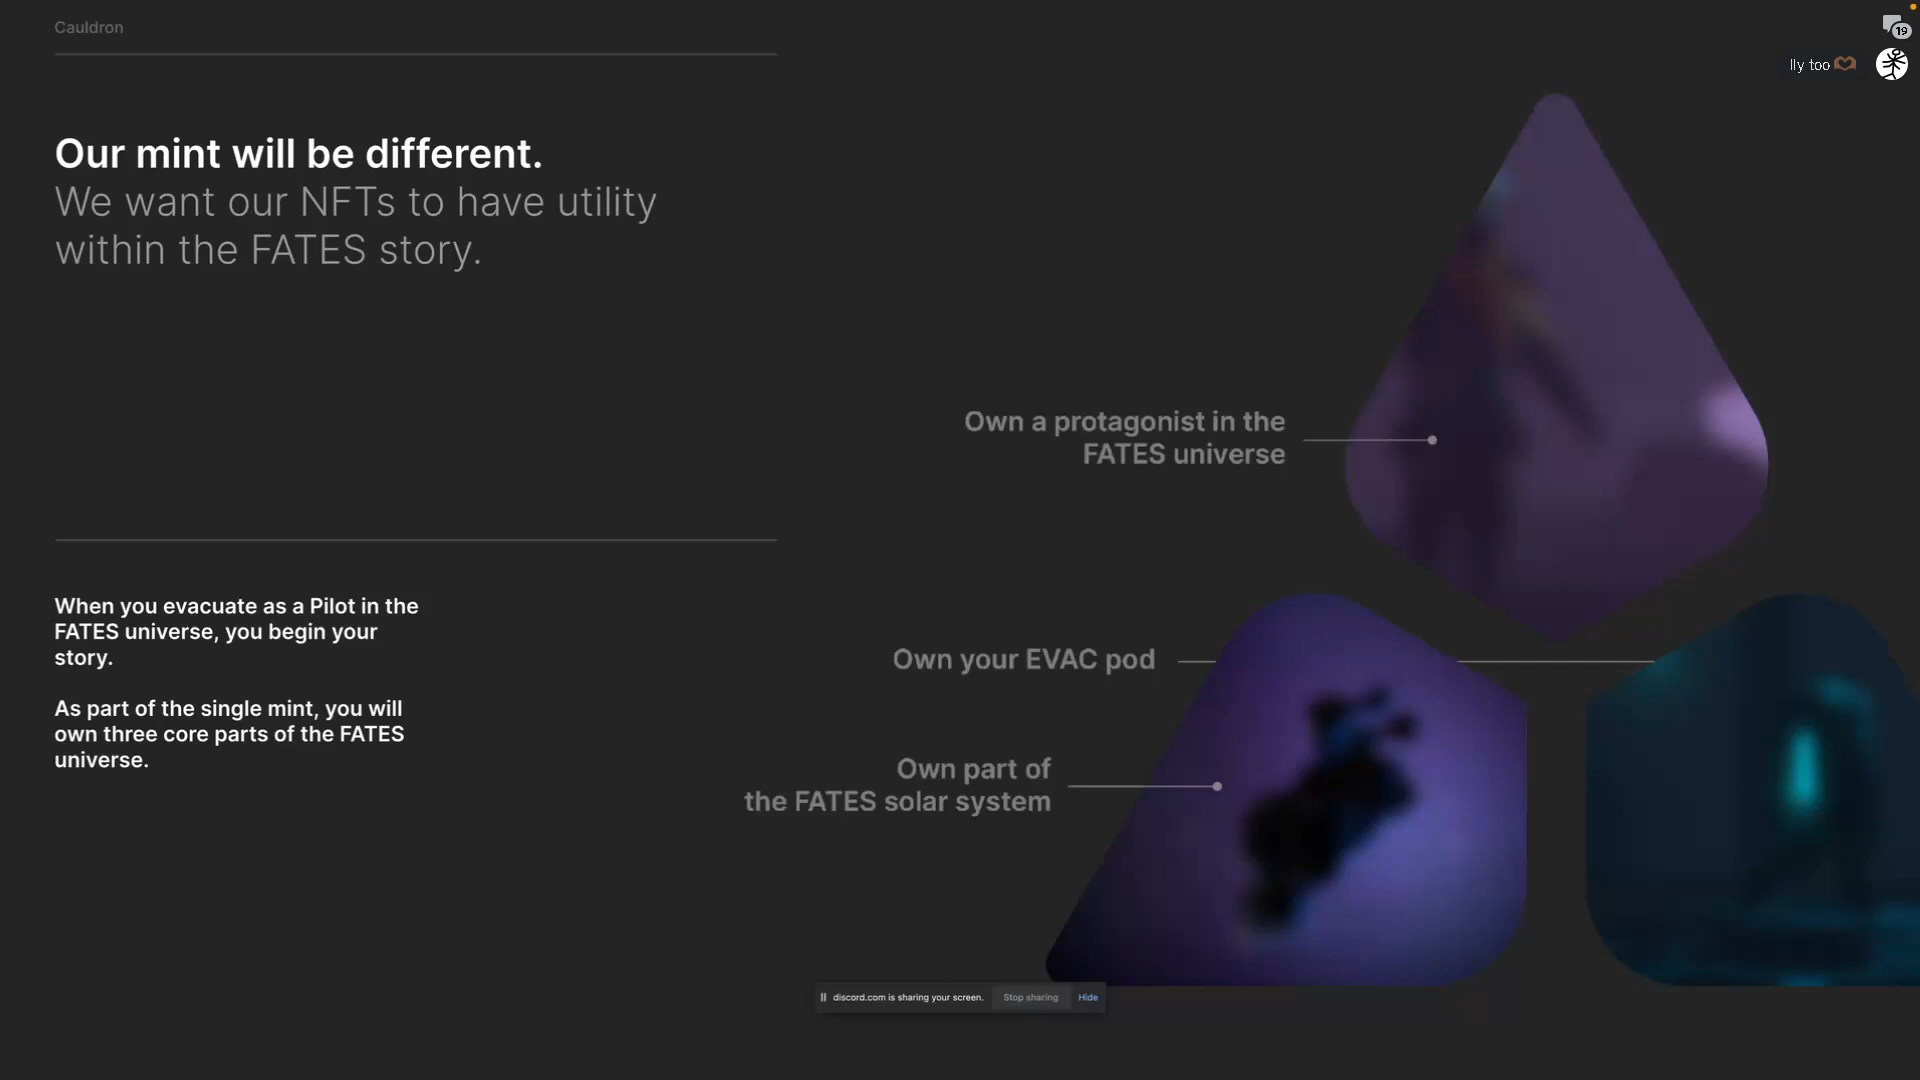 Cauldron
19
lly too
Our mint will be different.
We want our NFTs to have utility
within the FATES story.
Own a protagonist in the
FATES universe
When you evacuate as a Pilot in the
FATES universe, you begin your
story.
As part of the single mint, you will
own three core parts of the FATES
universe.
Own your EVAC pod
Own part of
the FATES solar system
discord.com is sharing your screen.
Stop sharing
Hide